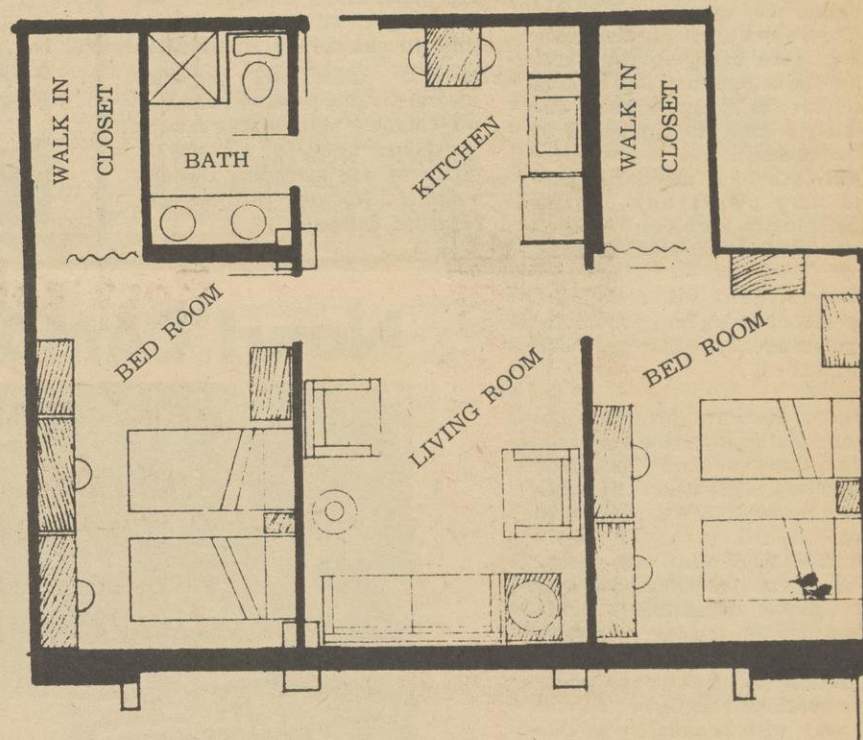 WALK IN
CLOSET
BATH
KITCHEN
WALK IN
CLOSET
BED ROOM
LIVING ROOM
BED ROOM